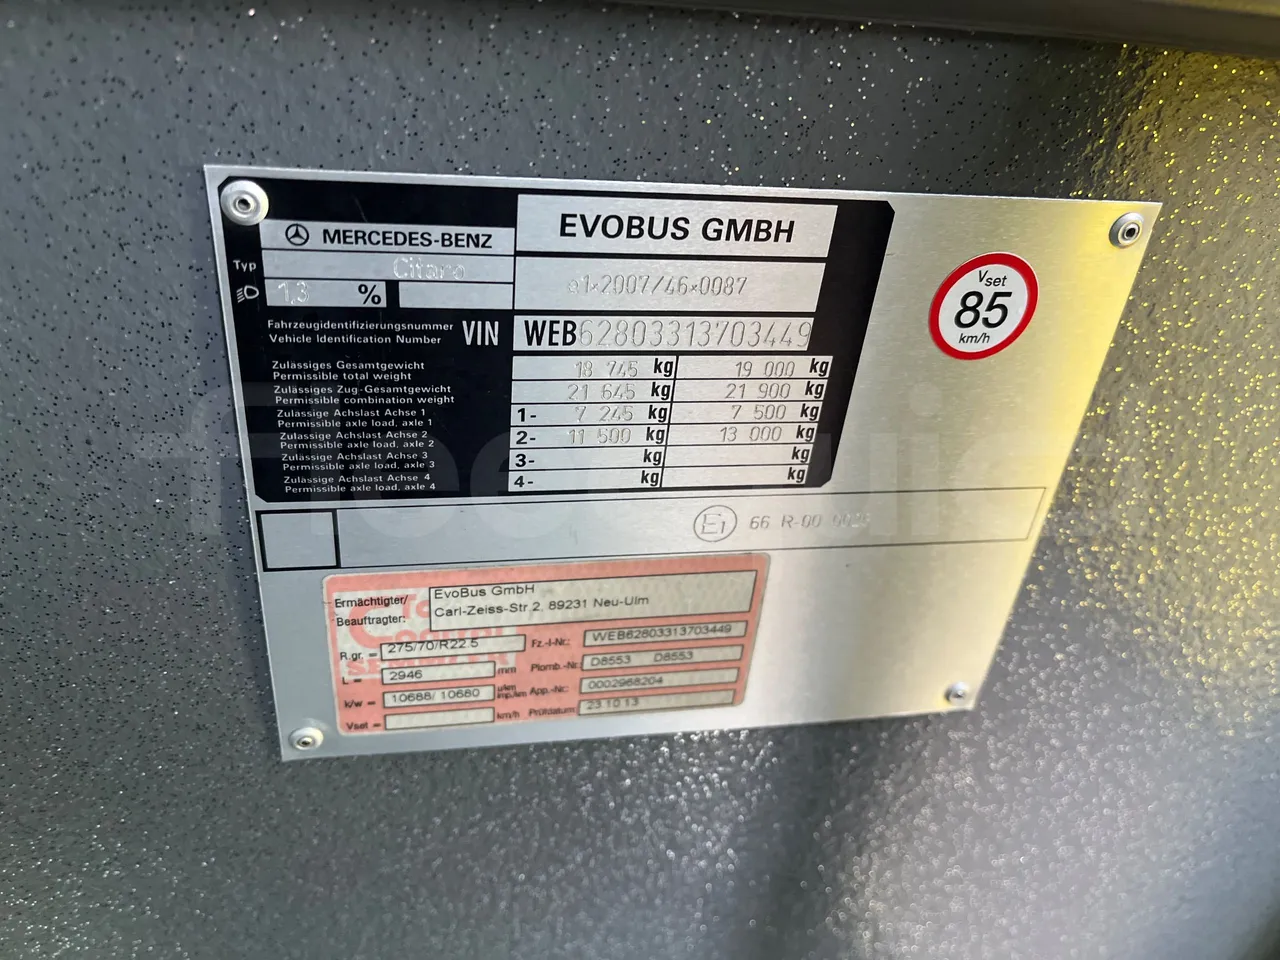 MERCEDES-BENZ
EVOBUS GMBH
Typ
Citaro
1,3 %
e1*2007/46*0087
Fahrzeugidentifizierungsnummer
Vehicle Identification Number
VIN
WEB62803313703449
Zulässiges Gesamtgewicht
Permissible total weight
18 745 kg 19 000 kg
Zulässiges Zug-Gesamtgewicht
Permissible combination weight
21 645 kg 21 900 kg
Zulässige Achslast Achse 1
Permissible axle load, axle 1
1- 7 245 kg 7 500 kg
Zulässige Achslast Achse 2
Permissible axle load, axle 2
2- 11 500 kg 13 000 kg
Zulässige Achslast Achse 3
Permissible axle load, axle 3
3- kg kg
Zulässige Achslast Achse 4
Permissible axle load, axle 4
4- kg kg
Vset
85
km/h
E1 66 R-00
Ermächtigter/
Beauftragter:
EvoBus GmbH
Carl-Zeiss-Str 2, 89231 Neu-Ulm
R.gr. = 275/70/R22.5 Fz.-I-Nr.: WEB62803313703449
L = 2946 mm Plomb.-Nr.: D8553 D8553
k/w = 10688/ 10680 App.-Nr.: 0002968204
Vset = km/h Prüfdatum: 23.10.13